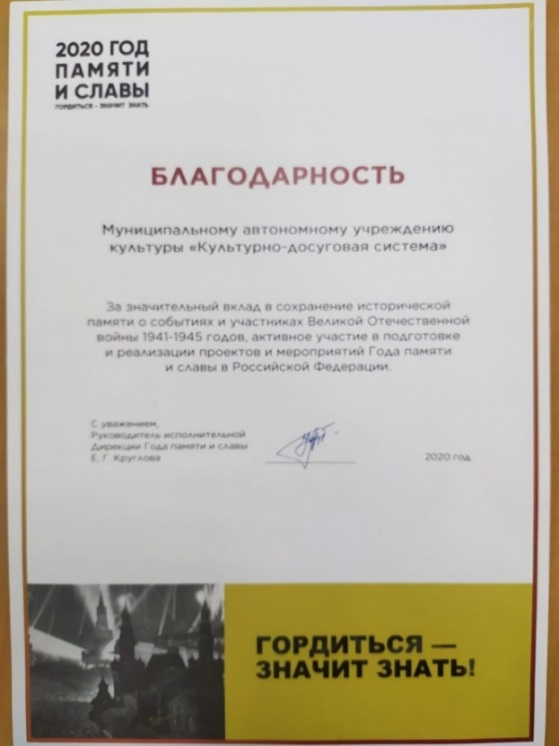 2020 ГОД
ПАМЯТИ
И СЛАВЫ
ГОРДИТЬСЯ - ЗНАЧИТ ЗНАТЬ
БЛАГОДАРНОСТЬ
Муниципальному автономному учреждению
культуры «Культурно-досуговая система»
За значительный вклад в сохранение исторической
памяти о событиях и участниках Великой Отечественной
войны 1941-1945 годов, активное участие в подготовке
и реализации проектов и мероприятий Года памяти
и славы в Российской Федерации.
С уважением,
Руководитель исполнительной
Дирекции Года памяти и славы
Е. Г. Круглова
2020 год
ГОРДИТЬСЯ —
ЗНАЧИТ ЗНАТЬ!